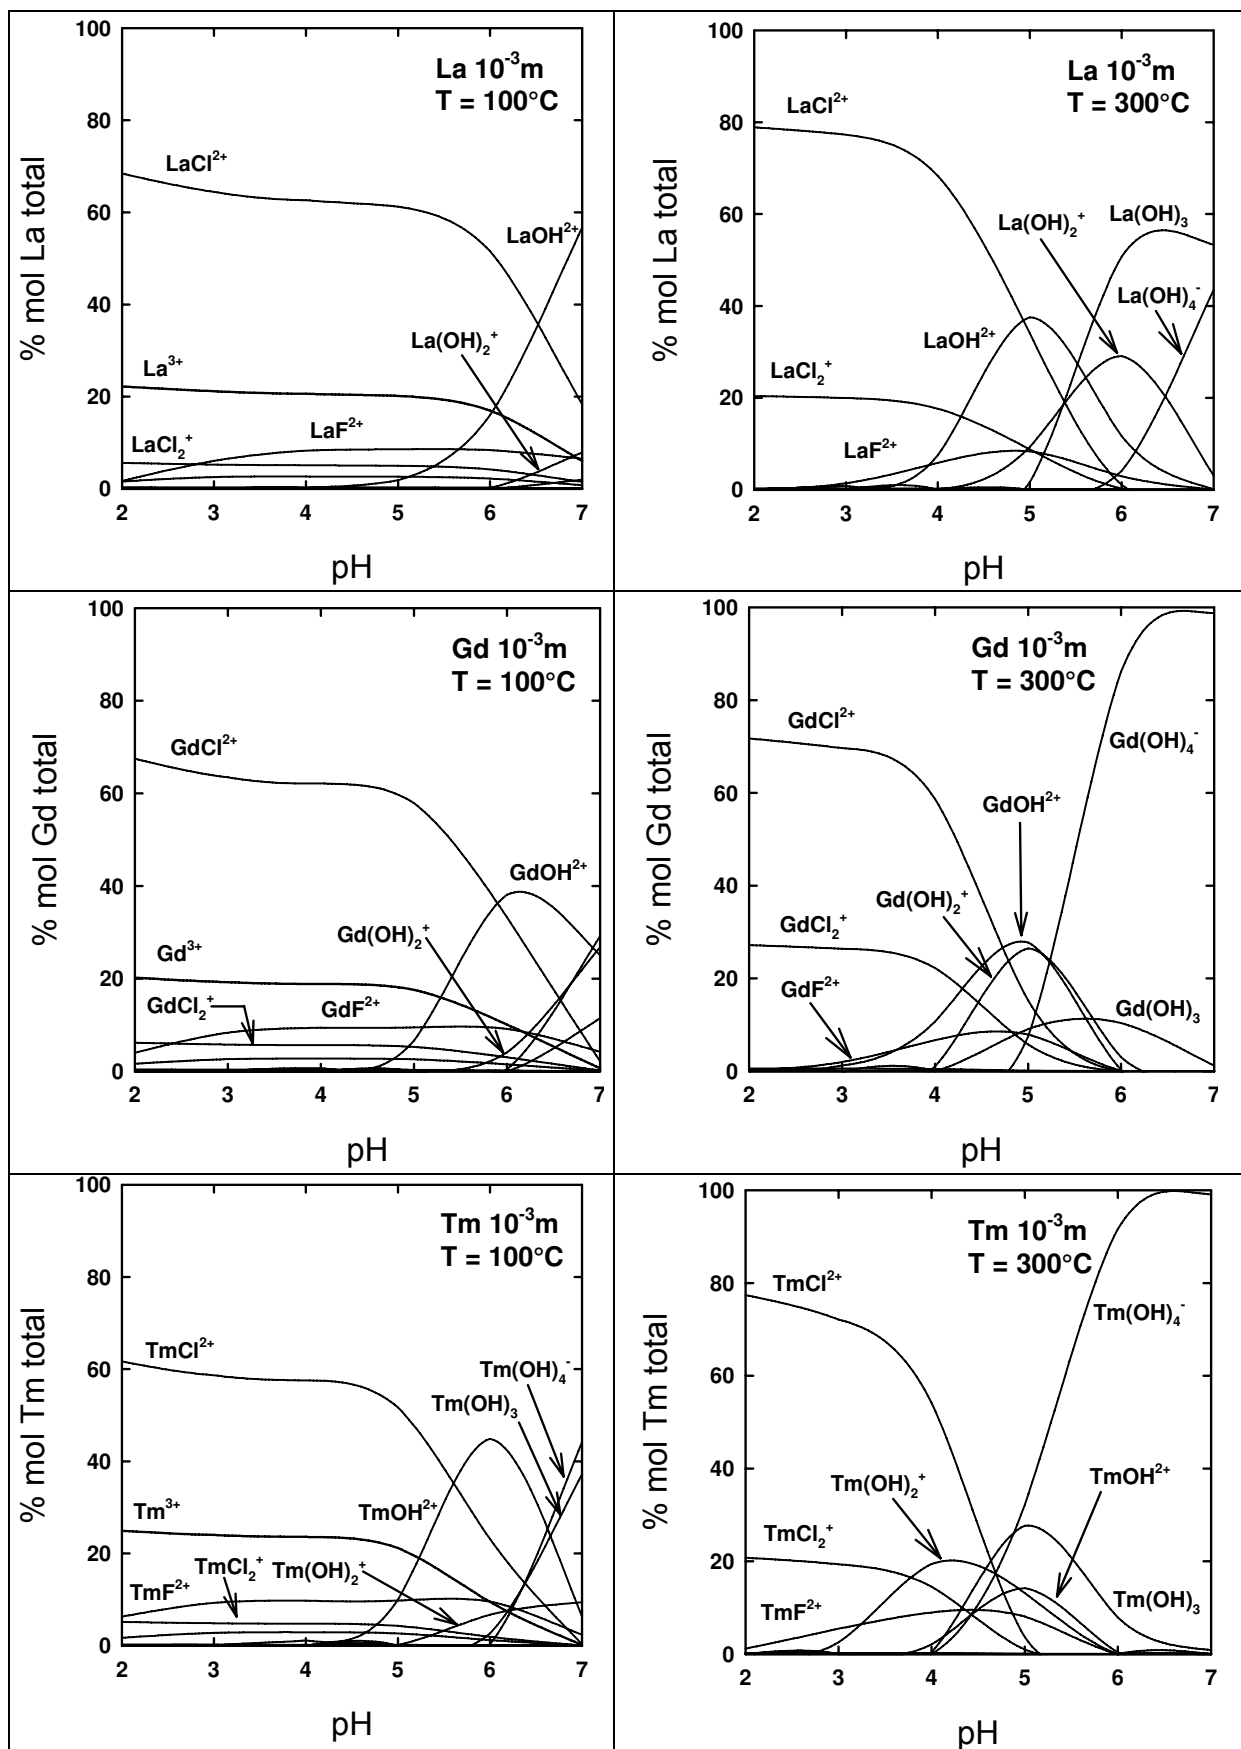 La 10⁻³m
T = 100°C
% mol La total
100
80
60
40
20
0
LaCl²⁺
LaOH²⁺
La(OH)₂⁺
La³⁺
LaF²⁺
LaCl₂⁺
2 3 4 5 6 7
pH
La 10⁻³m
T = 300°C
% mol La total
100
80
60
40
20
0
LaCl²⁺
La(OH)₃
La(OH)₂⁺
La(OH)₄⁻
LaOH²⁺
LaCl₂⁺
LaF²⁺
2 3 4 5 6 7
pH
Gd 10⁻³m
T = 100°C
% mol Gd total
100
80
60
40
20
0
GdCl²⁺
GdOH²⁺
Gd(OH)₂⁺
Gd³⁺
GdCl₂⁺
GdF²⁺
2 3 4 5 6 7
pH
Gd 10⁻³m
T = 300°C
% mol Gd total
100
80
60
40
20
0
GdCl²⁺
Gd(OH)₄⁻
GdOH²⁺
Gd(OH)₂⁺
GdCl₂⁺
GdF²⁺
Gd(OH)₃
2 3 4 5 6 7
pH
Tm 10⁻³m
T = 100°C
% mol Tm total
100
80
60
40
20
0
TmCl²⁺
Tm(OH)₄⁻
Tm(OH)₃
Tm³⁺
TmOH²⁺
TmCl₂⁺
Tm(OH)₂⁺
TmF²⁺
2 3 4 5 6 7
pH
Tm 10⁻³m
T = 300°C
% mol Tm total
100
80
60
40
20
0
TmCl²⁺
Tm(OH)₄⁻
Tm(OH)₂⁺
TmOH²⁺
TmCl₂⁺
TmF²⁺
Tm(OH)₃
2 3 4 5 6 7
pH